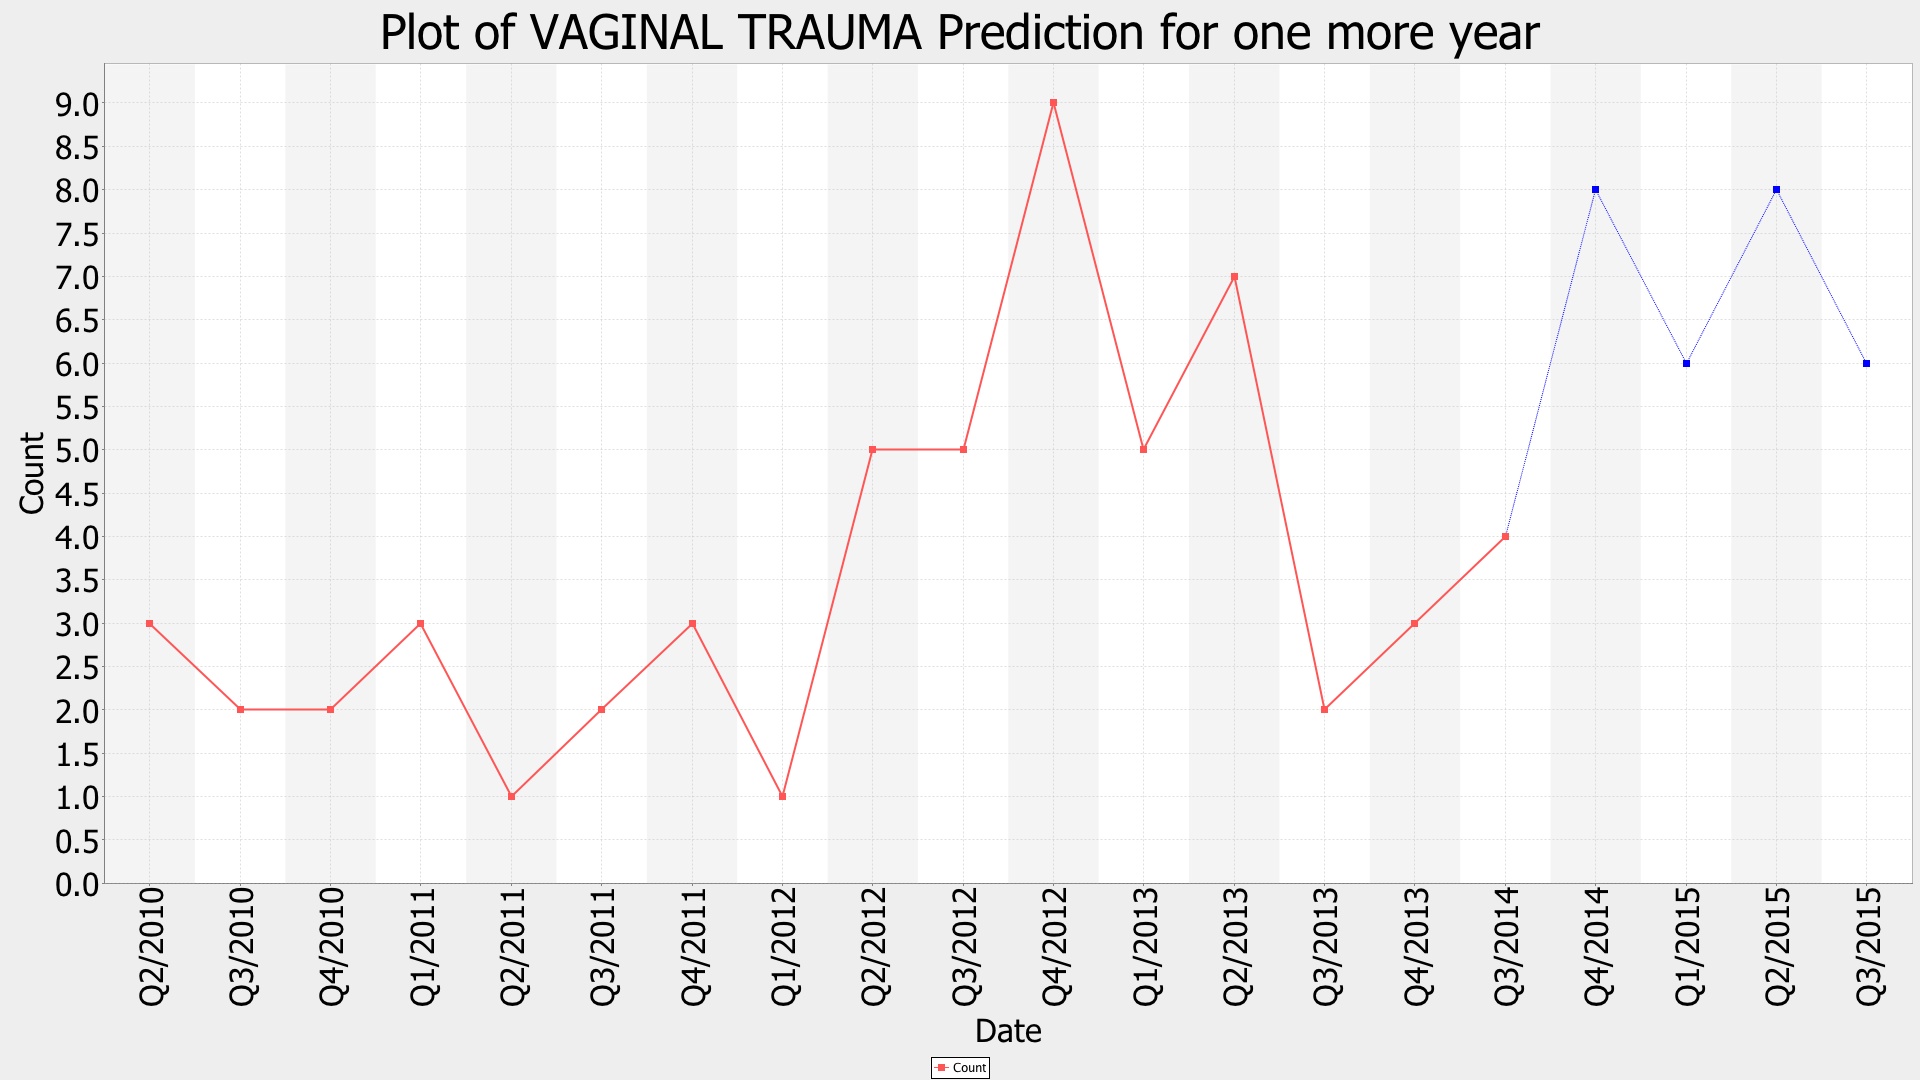 Plot of VAGINAL TRAUMA Prediction for one more year
9.0
8.5
8.0
7.5
7.0
6.5
6.0
5.5
5.0
4.5
4.0
3.5
3.0
2.5
2.0
1.5
1.0
0.5
0.0
Count
Q2/2010
Q3/2010
Q4/2010
Q1/2011
Q2/2011
Q3/2011
Q4/2011
Q1/2012
Q2/2012
Q3/2012
Q4/2012
Q1/2013
Q2/2013
Q3/2013
Q4/2013
Q3/2014
Q4/2014
Q1/2015
Q2/2015
Q3/2015
Date
Count